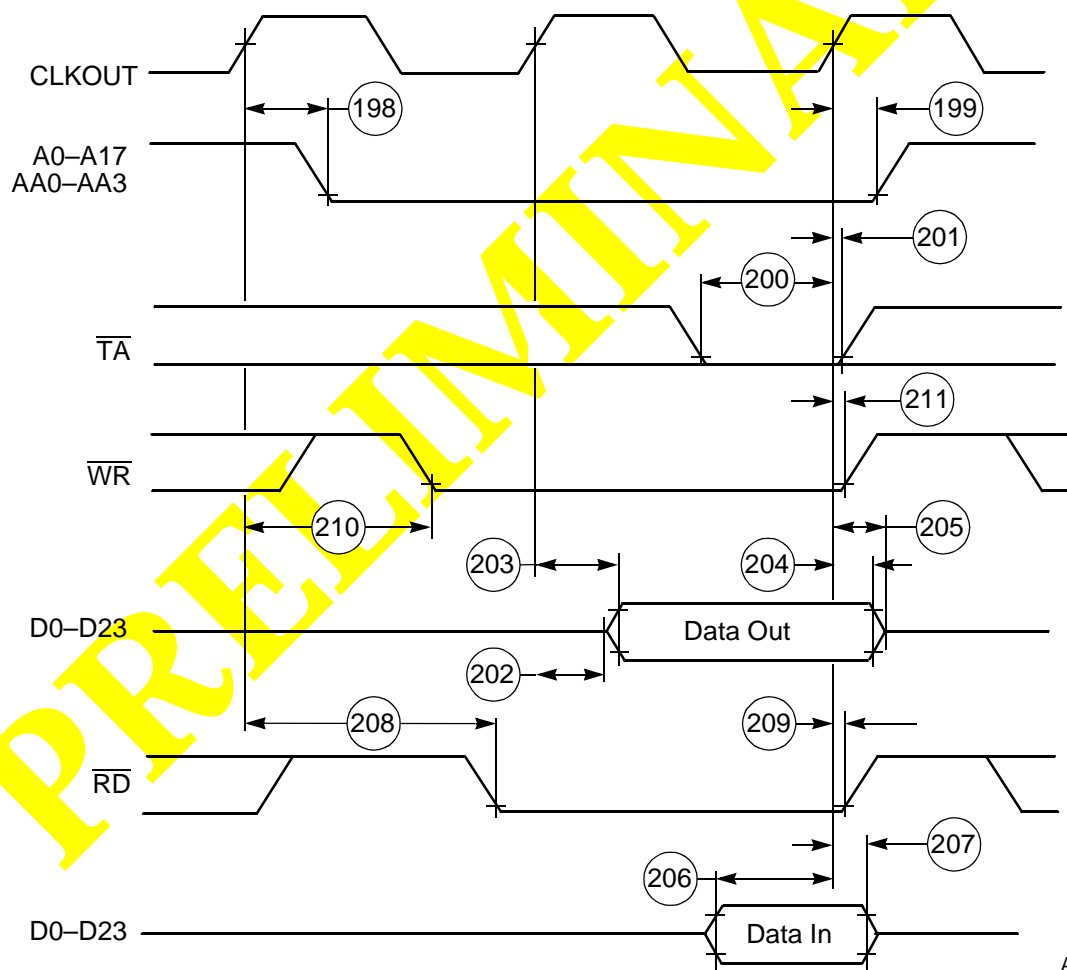 CLKOUT
198
199
A0–A17
AA0–AA3
201
200
TA
211
WR
210
205
203
204
D0–D23
Data Out
202
208
209
RD
207
206
D0–D23
Data In
A
PRELIMINA